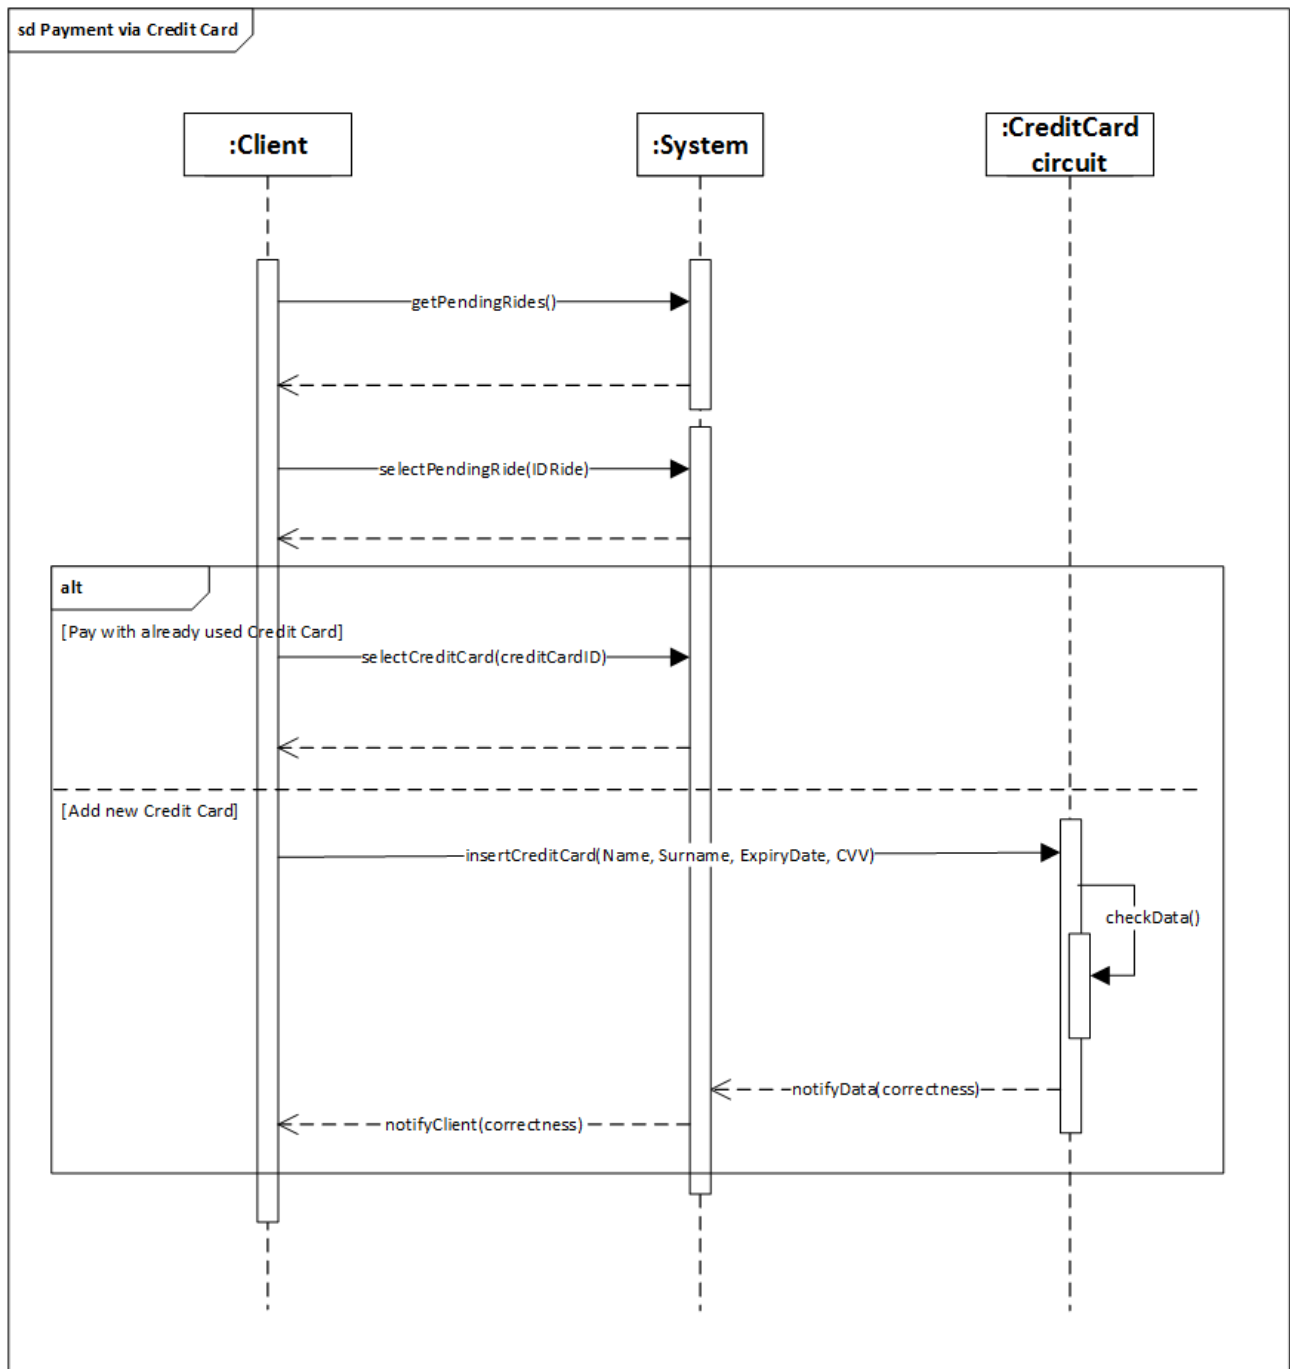 sd Payment via Credit Card
:Client
:System
:CreditCard
circuit
getPendingRides()
selectPendingRide(IDRide)
alt
[Pay with already used Credit Card]
selectCreditCard(creditCardID)
[Add new Credit Card]
insertCreditCard(Name, Surname, ExpiryDate, CVV)
checkData()
notifyData(correctness)
notifyClient(correctness)